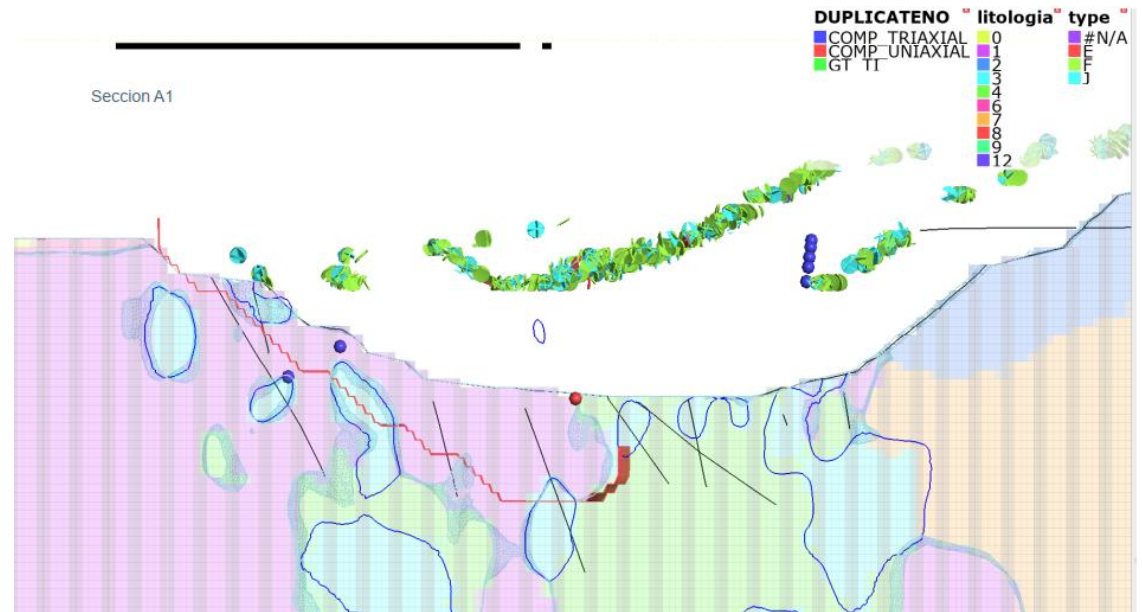 DUPLICATENO
COMP_TRIAXIAL
COMP_UNIAXIAL
GT_TI
litologia
0
1
2
3
4
6
7
8
9
12
type
#N/A
E
F
J
Seccion A1